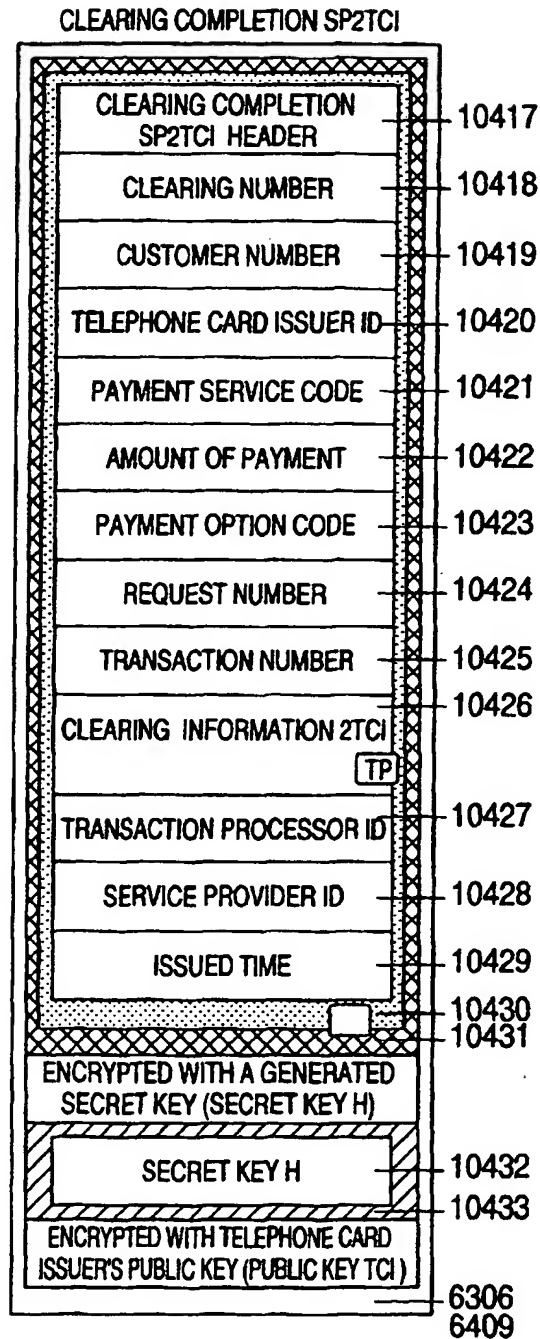 CLEARING COMPLETION SP2TCI
CLEARING COMPLETION
SP2TCI HEADER
10417
CLEARING NUMBER
10418
CUSTOMER NUMBER
10419
TELEPHONE CARD ISSUER ID
10420
PAYMENT SERVICE CODE
10421
AMOUNT OF PAYMENT
10422
PAYMENT OPTION CODE
10423
REQUEST NUMBER
10424
TRANSACTION NUMBER
10425
10426
CLEARING INFORMATION 2TCI
TP
TRANSACTION PROCESSOR ID
10427
SERVICE PROVIDER ID
10428
ISSUED TIME
10429
10430
10431
ENCRYPTED WITH A GENERATED
SECRET KEY (SECRET KEY H)
SECRET KEY H
10432
10433
ENCRYPTED WITH TELEPHONE CARD
ISSUER'S PUBLIC KEY (PUBLIC KEY TCI )
6306
6409